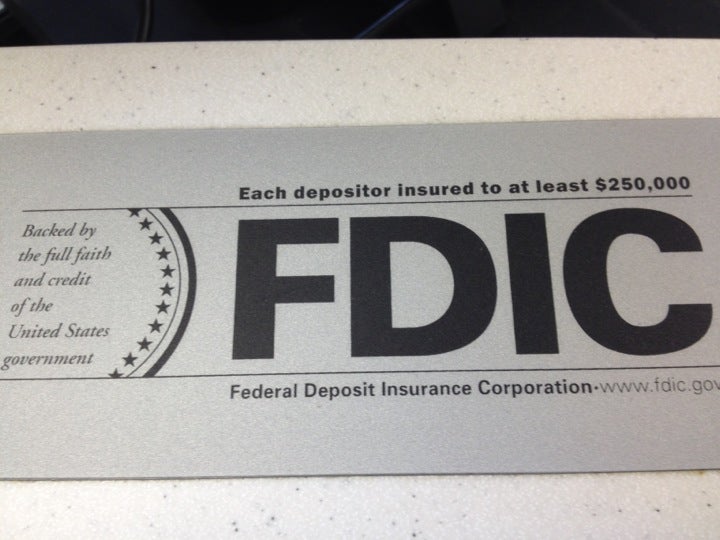 Each depositor insured to at least $250,000
Backed by
the full faith
and credit
of the
United States
government
FDIC
Federal Deposit Insurance Corporation•www.fdic.gov